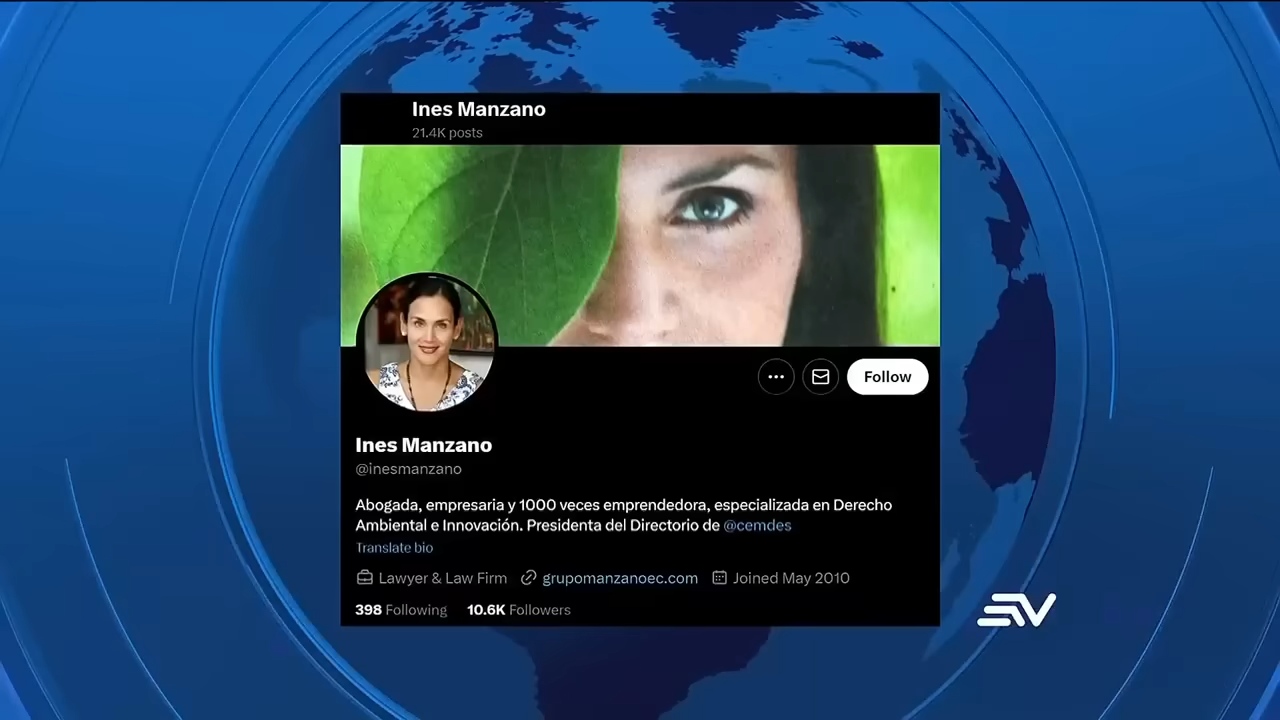 Ines Manzano
21.4K posts
Follow
Ines Manzano
@inesmanzano
Abogada, empresaria y 1000 veces emprendedora, especializada en Derecho
Ambiental e Innovación. Presidenta del Directorio de @cemdes
Translate bio
Lawyer & Law Firm grupomanzanoec.com Joined May 2010
398 Following 10.6K Followers